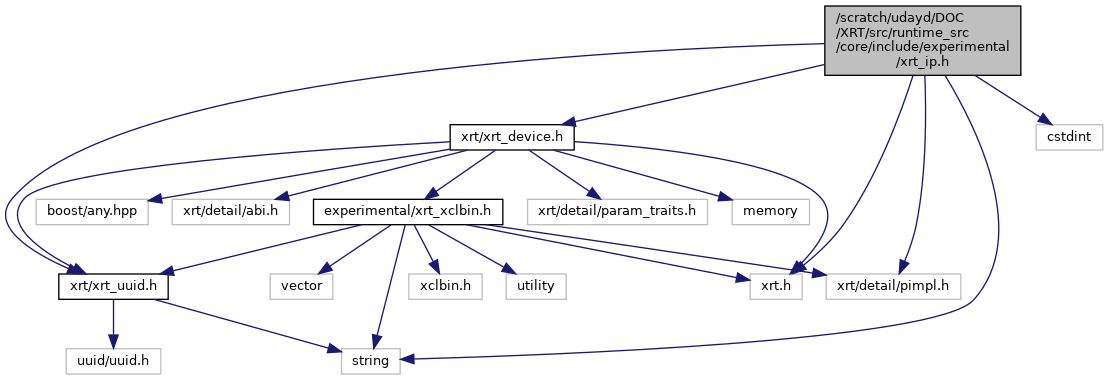 /scratch/udayd/DOC
/XRT/src/runtime_src
/core/include/experimental
/xrt_ip.h
xrt/xrt_device.h
cstdint
boost/any.hpp
xrt/detail/abi.h
experimental/xrt_xclbin.h
xrt/detail/param_traits.h
memory
xrt/xrt_uuid.h
vector
xclbin.h
utility
xrt.h
xrt/detail/pimpl.h
uuid/uuid.h
string